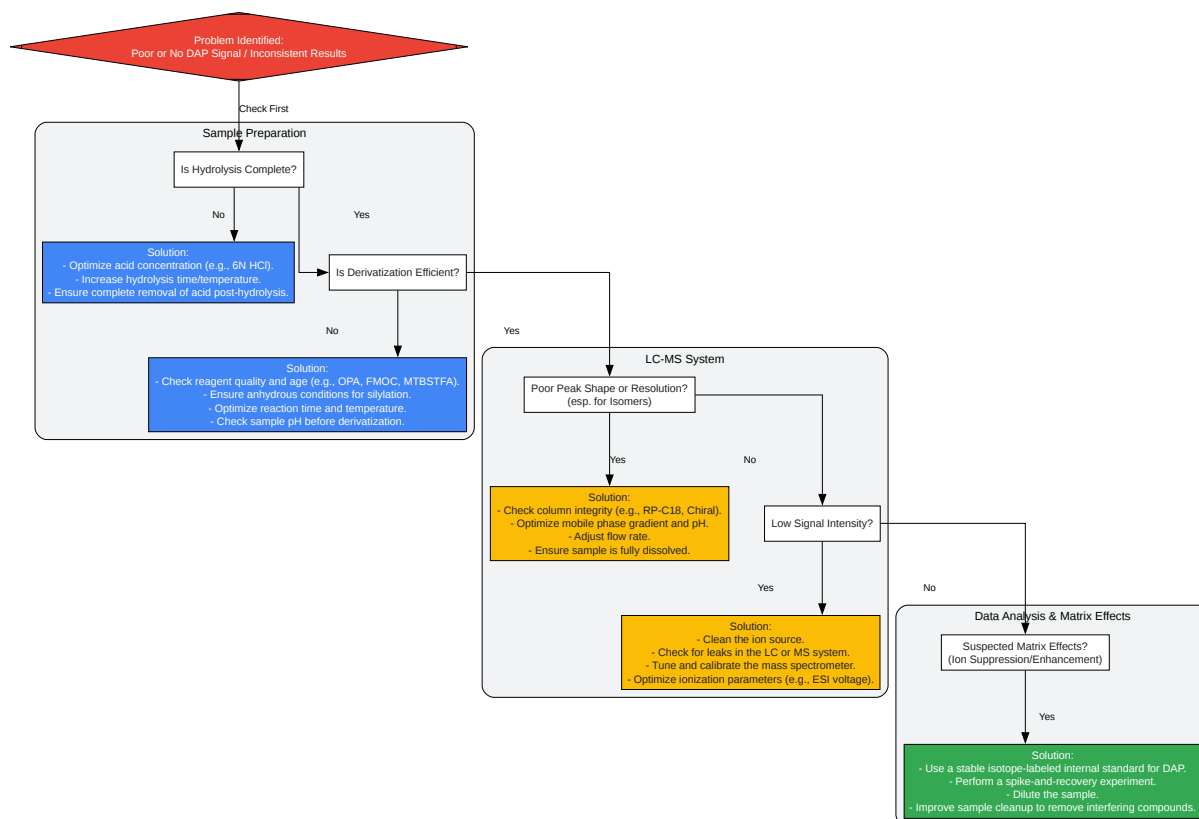 Problem Identified:
Poor or No DAP Signal / Inconsistent Results
Check First
Sample Preparation
Is Hydrolysis Complete?
No
Yes
Solution:
- Optimize acid concentration (e.g., 6N HCl).
- Increase hydrolysis time/temperature.
- Ensure complete removal of acid post-hydrolysis.
Is Derivatization Efficient?
No
Yes
Solution:
- Check reagent quality and age (e.g., OPA, FMOC, MTBSTFA).
- Ensure anhydrous conditions for silylation.
- Optimize reaction time and temperature.
- Check sample pH before derivatization.
LC-MS System
Poor Peak Shape or Resolution?
(esp. for Isomers)
Yes
No
Solution:
- Check column integrity (e.g., RP-C18, Chiral).
- Optimize mobile phase gradient and pH.
- Adjust flow rate.
- Ensure sample is fully dissolved.
Low Signal Intensity?
Yes
No
Solution:
- Clean the ion source.
- Check for leaks in the LC or MS system.
- Tune and calibrate the mass spectrometer.
- Optimize ionization parameters (e.g., ESI voltage).
Data Analysis & Matrix Effects
Suspected Matrix Effects?
(Ion Suppression/Enhancement)
Yes
Solution:
- Use a stable isotope-labeled internal standard for DAP.
- Perform a spike-and-recovery experiment.
- Dilute the sample.
- Improve sample cleanup to remove interfering compounds.